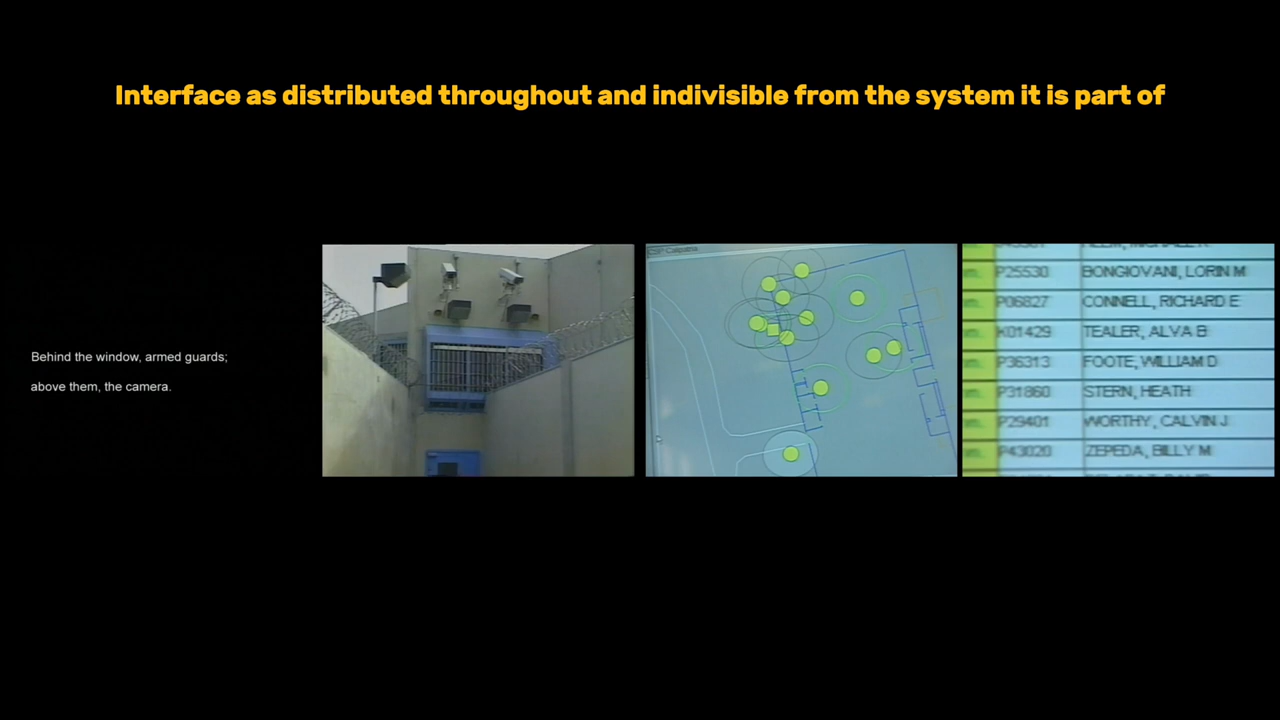 Interface as distributed throughout and indivisible from the system it is part of
Behind the window, armed guards;
above them, the camera.
P25530 BONGIOVANI, LORIN M
P06827 CONNELL, RICHARD E
K01429 TEALER, ALVA B
P36313 FOOTE, WILLIAM D
P31860 STERN, HEATH
P29401 WORTHY, CALVIN J
P43020 ZEPEDA, BILLY M